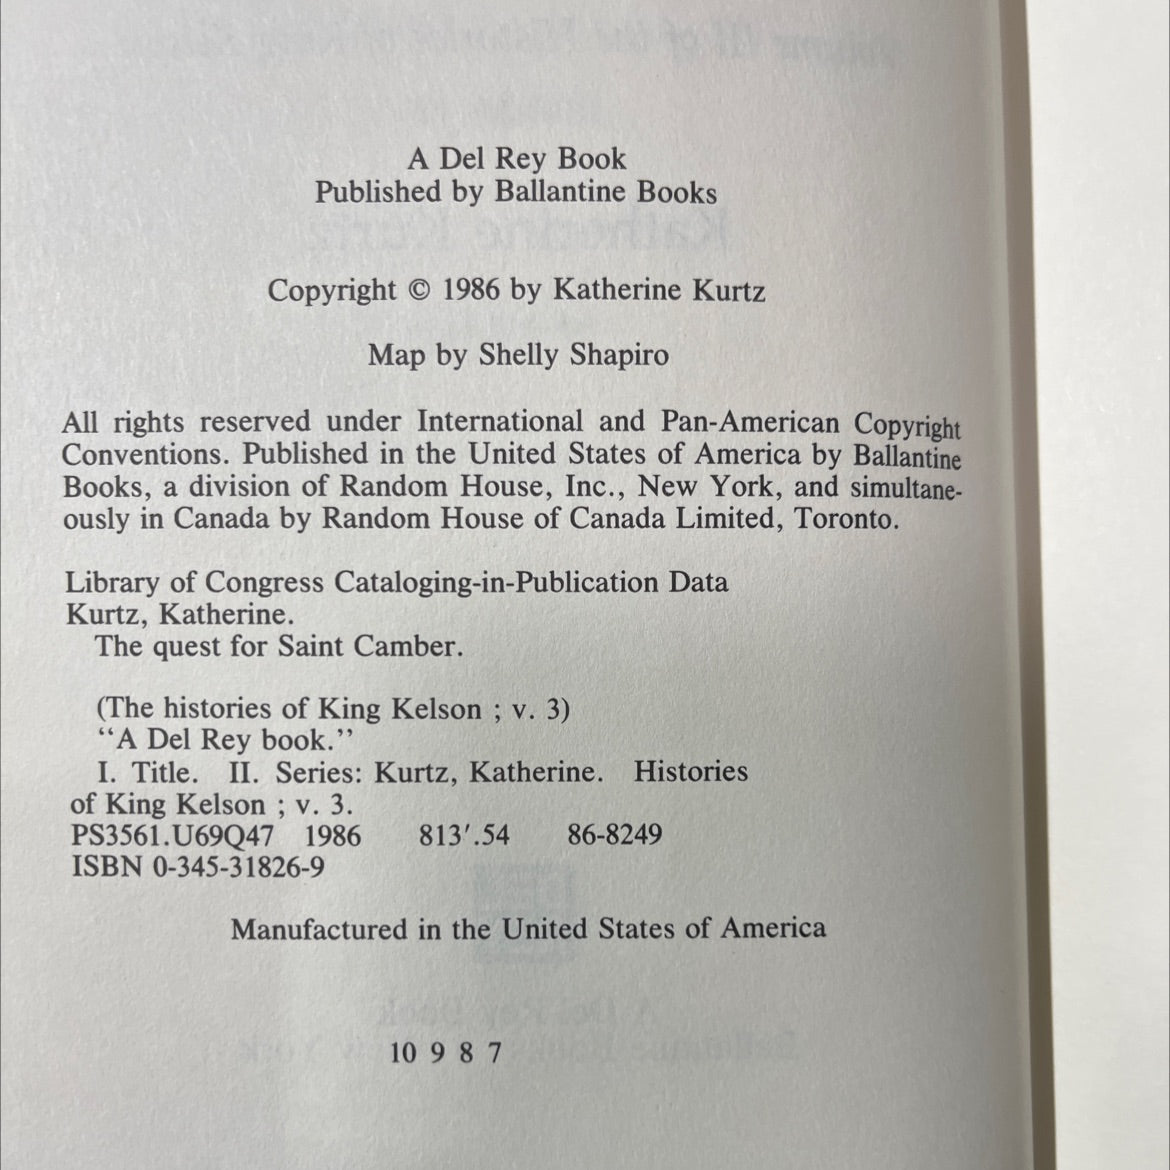 A Del Rey Book
Published by Ballantine Books
Copyright © 1986 by Katherine Kurtz
Map by Shelly Shapiro
All rights reserved under International and Pan-American Copyright
Conventions. Published in the United States of America by Ballantine
Books, a division of Random House, Inc., New York, and simultane-
ously in Canada by Random House of Canada Limited, Toronto.
Library of Congress Cataloging-in-Publication Data
Kurtz, Katherine.
The quest for Saint Camber.
(The histories of King Kelson ; v. 3)
‘‘A Del Rey book.’’
I. Title. II. Series: Kurtz, Katherine. Histories
of King Kelson ; v. 3.
PS3561.U69Q47 1986 813′.54 86-8249
ISBN 0-345-31826-9
Manufactured in the United States of America
10 9 8 7